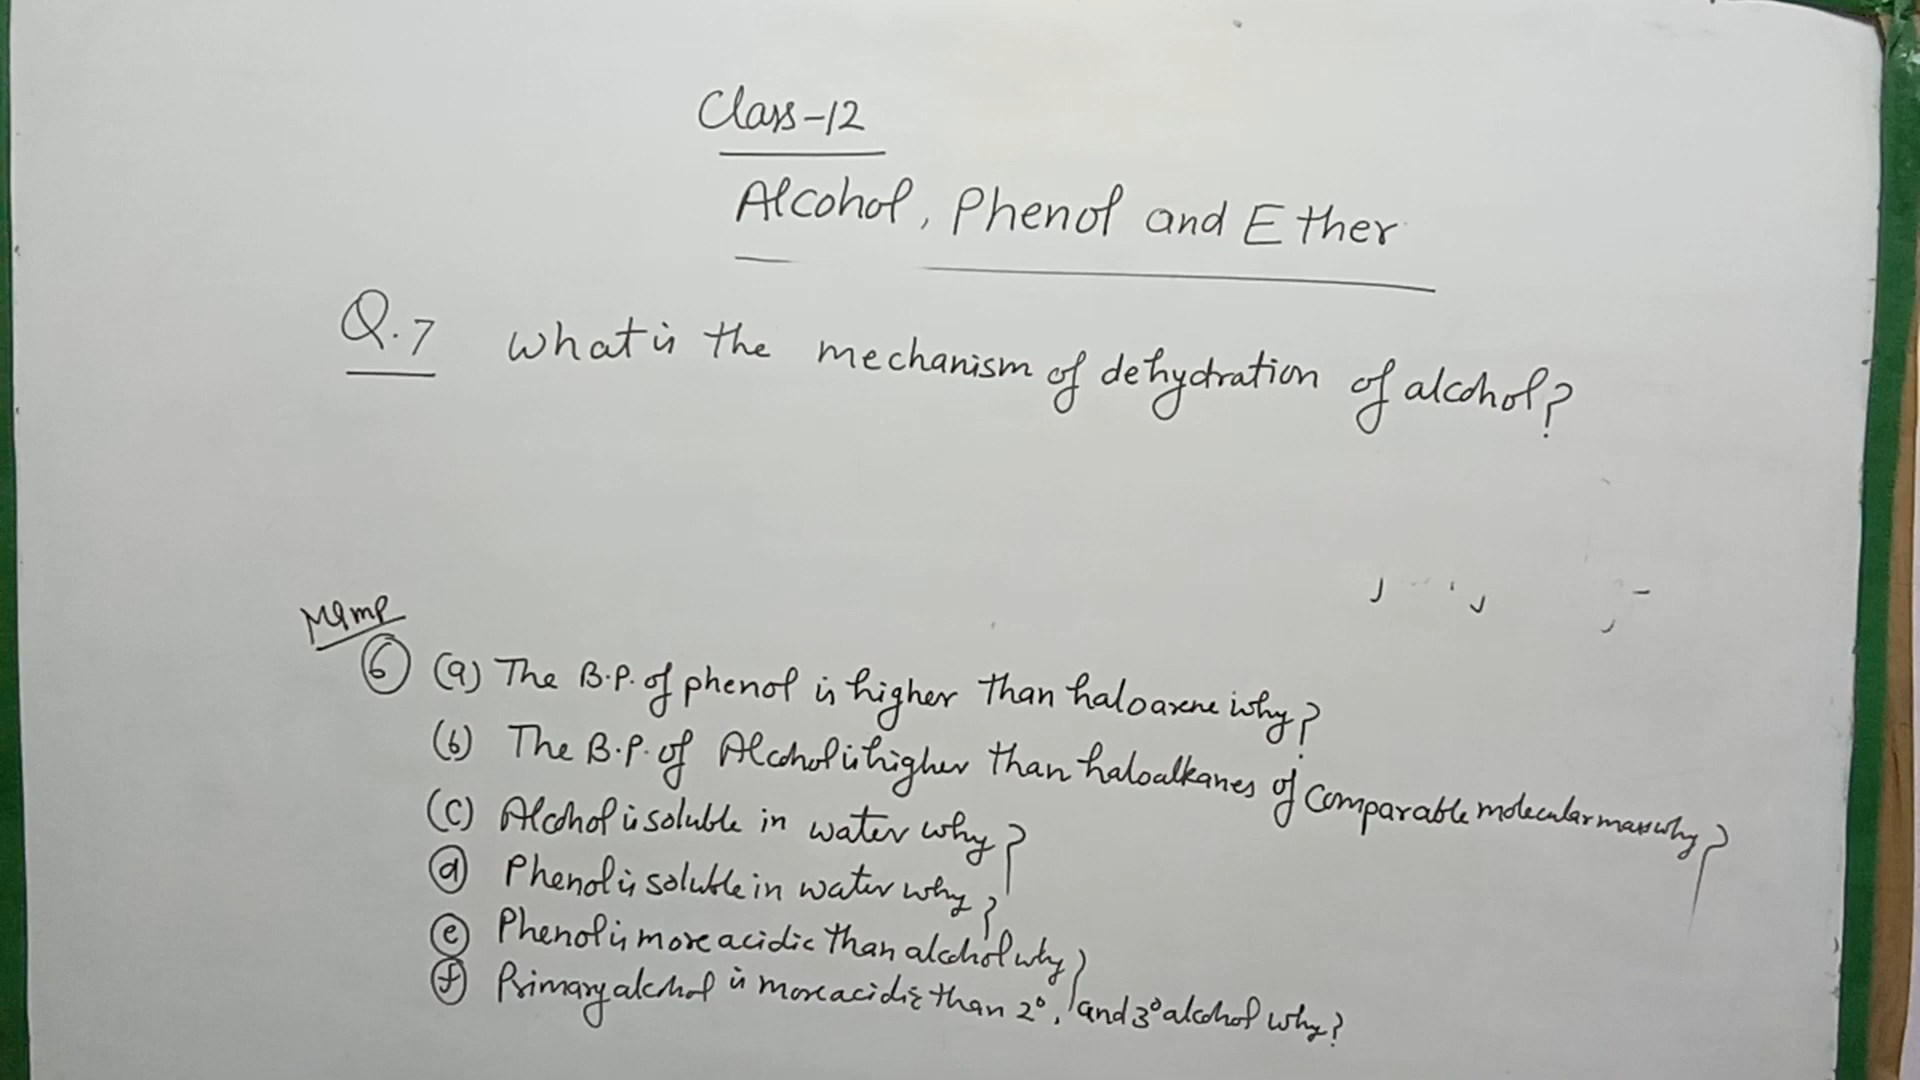 Class-12
Alcohol, Phenol and Ether
Q.7 What is the mechanism of dehydration of alcohol?
6 (a) The B.P. of phenol is higher than haloarene why?
(b) The B.P. of Alcohol is higher than haloalkanes of comparable molecular mass why?
(c) Alcohol is soluble in water why?
(d) Phenol is soluble in water why?
(e) Phenol is more acidic than alcohol why?
(f) Primary alcohol is more acidic than 2°, and 3° alcohol why?